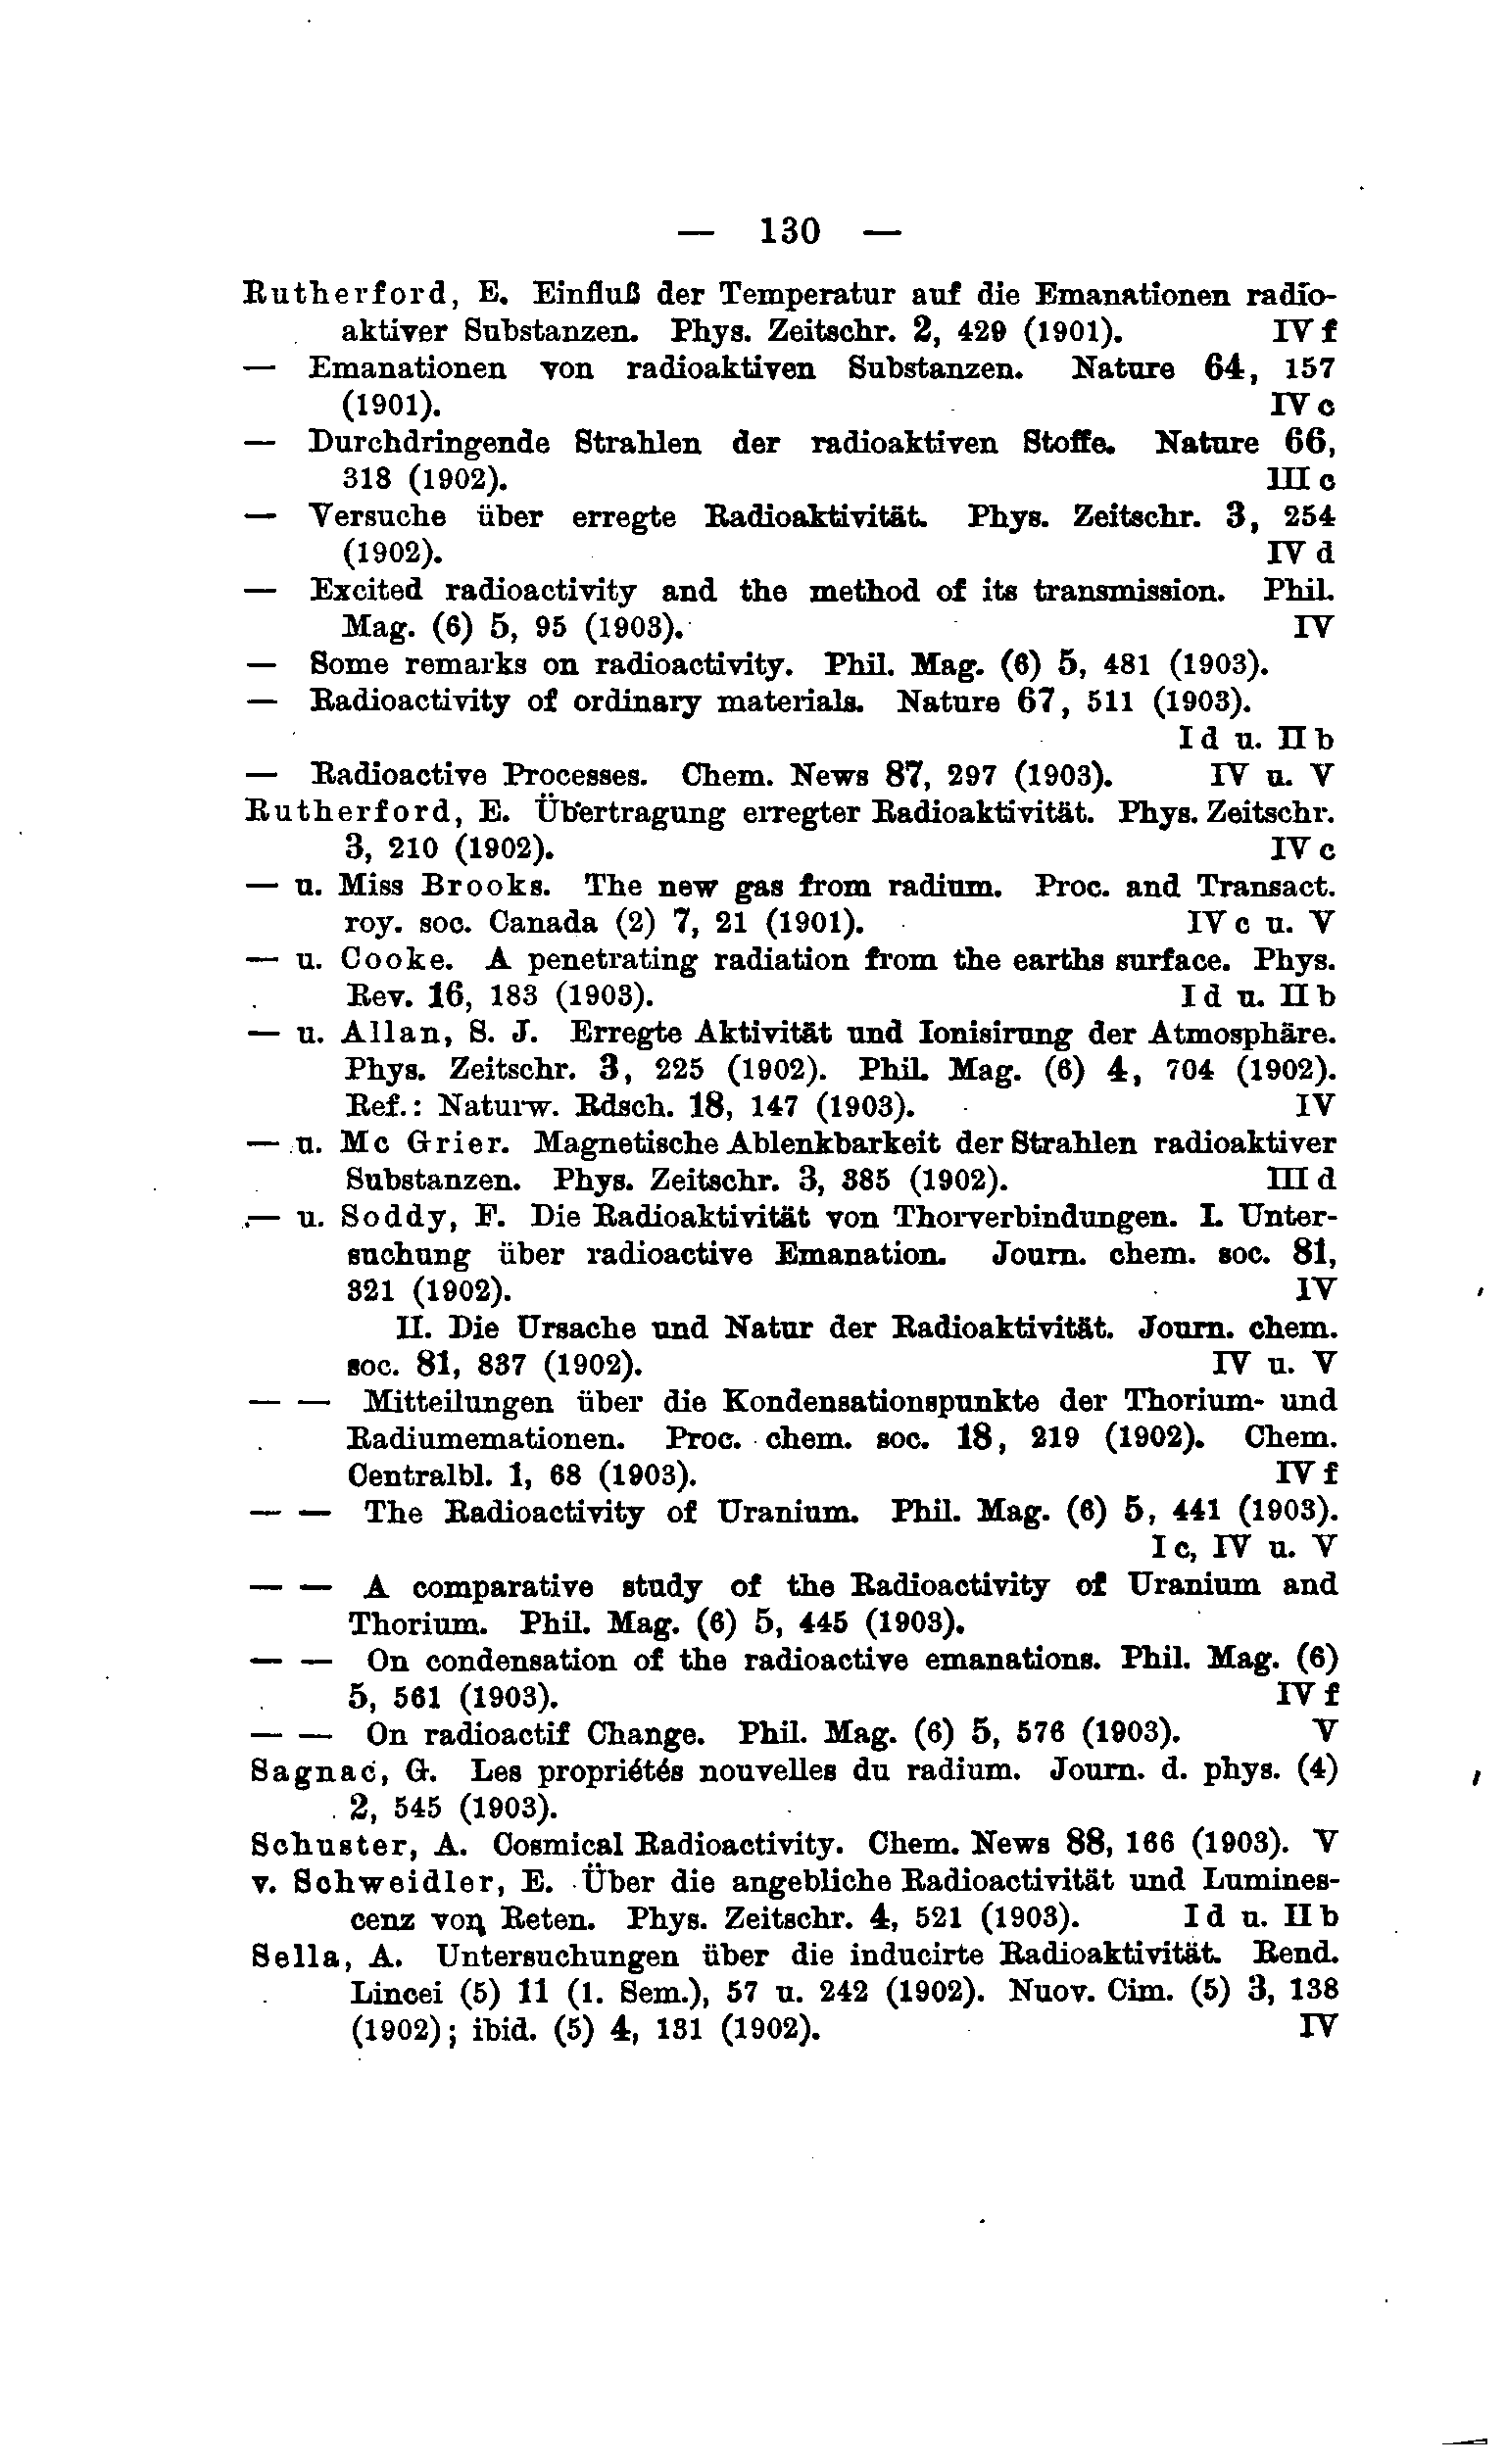 — 130 —
Rutherford, E. Einfluß der Temperatur auf die Emanationen radio-
aktiver Substanzen. Phys. Zeitschr. 2, 429 (1901). IV f
— Emanationen von radioaktiven Substanzen. Nature 64, 157
(1901). IV c
— Durchdringende Strahlen der radioaktiven Stoffe. Nature 66,
318 (1902). III c
— Versuche über erregte Radioaktivität. Phys. Zeitschr. 3, 254
(1902). IV d
— Excited radioactivity and the method of its transmission. Phil.
Mag. (6) 5, 95 (1903). IV
— Some remarks on radioactivity. Phil. Mag. (6) 5, 481 (1903).
— Radioactivity of ordinary materials. Nature 67, 511 (1903).
I d u. II b
— Radioactive Processes. Chem. News 87, 297 (1903). IV u. V
Rutherford, E. Übertragung erregter Radioaktivität. Phys. Zeitschr.
3, 210 (1902). IV c
— u. Miss Brooks. The new gas from radium. Proc. and Transact.
roy. soc. Canada (2) 7, 21 (1901). IV c u. V
— u. Cooke. A penetrating radiation from the earths surface. Phys.
Rev. 16, 183 (1903). I d u. II b
— u. Allan, S. J. Erregte Aktivität und Ionisirung der Atmosphäre.
Phys. Zeitschr. 3, 225 (1902). Phil. Mag. (6) 4, 704 (1902).
Ref.: Naturw. Rdsch. 18, 147 (1903). IV
— u. Mc Grier. Magnetische Ablenkbarkeit der Strahlen radioaktiver
Substanzen. Phys. Zeitschr. 3, 385 (1902). III d
— u. Soddy, F. Die Radioaktivität von Thorverbindungen. I. Unter-
suchung über radioactive Emanation. Journ. chem. soc. 81,
321 (1902). IV
II. Die Ursache und Natur der Radioaktivität. Journ. chem.
soc. 81, 837 (1902). IV u. V
— — Mitteilungen über die Kondensationspunkte der Thorium- und
Radiumemationen. Proc. chem. soc. 18, 219 (1902). Chem.
Centralbl. 1, 68 (1903). IV f
— — The Radioactivity of Uranium. Phil. Mag. (6) 5, 441 (1903).
I c, IV u. V
— — A comparative study of the Radioactivity of Uranium and
Thorium. Phil. Mag. (6) 5, 445 (1903).
— — On condensation of the radioactive emanations. Phil. Mag. (6)
5, 561 (1903). IV f
— — On radioactif Change. Phil. Mag. (6) 5, 576 (1903). V
Sagnac, G. Les propriétés nouvelles du radium. Journ. d. phys. (4)
2, 545 (1903).
Schuster, A. Cosmical Radioactivity. Chem. News 88, 166 (1903). V
v. Schweidler, E. Über die angebliche Radioactivität und Lumines-
cenz von Reten. Phys. Zeitschr. 4, 521 (1903). I d u. II b
Sella, A. Untersuchungen über die inducirte Radioaktivität. Rend.
Lincei (5) 11 (1. Sem.), 57 u. 242 (1902). Nuov. Cim. (5) 3, 138
(1902); ibid. (5) 4, 131 (1902). IV